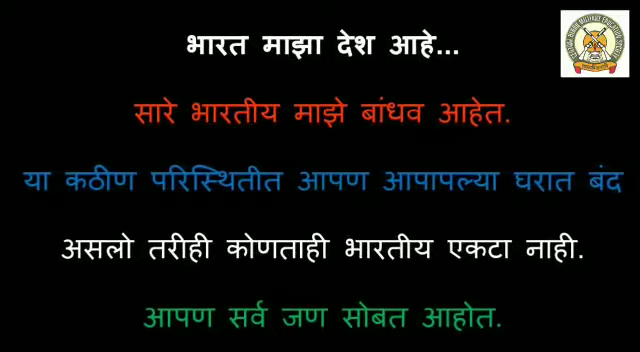 भारत माझा देश आहे...
सारे भारतीय माझे बांधव आहेत.
या कठीण परिस्थितीत आपण आपापल्या घरात बंद
असलो तरीही कोणताही भारतीय एकटा नाही.
आपण सर्व जण सोबत आहोत.